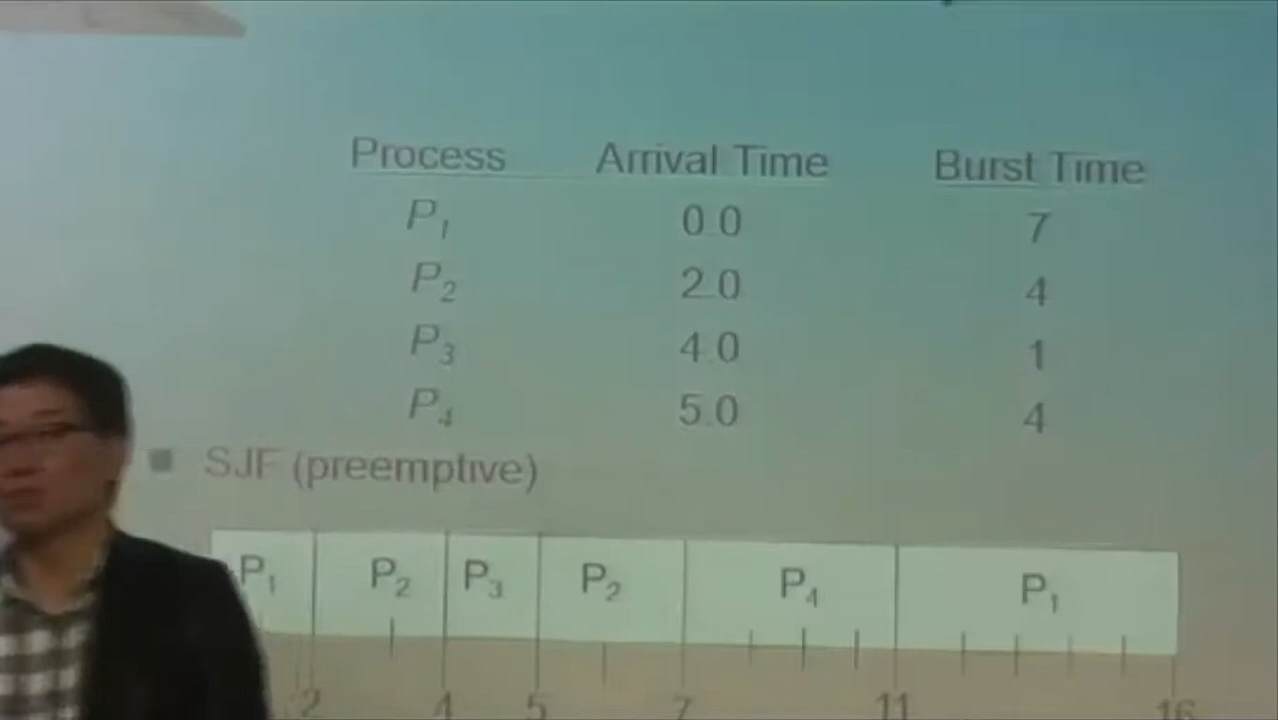 Process Arrival Time Burst Time
P1 0.0 7
P2 2.0 4
P3 4.0 1
P4 5.0 4
SJF (preemptive)
P1 P2 P3 P2 P4 P1
2 4 5 7 11 16